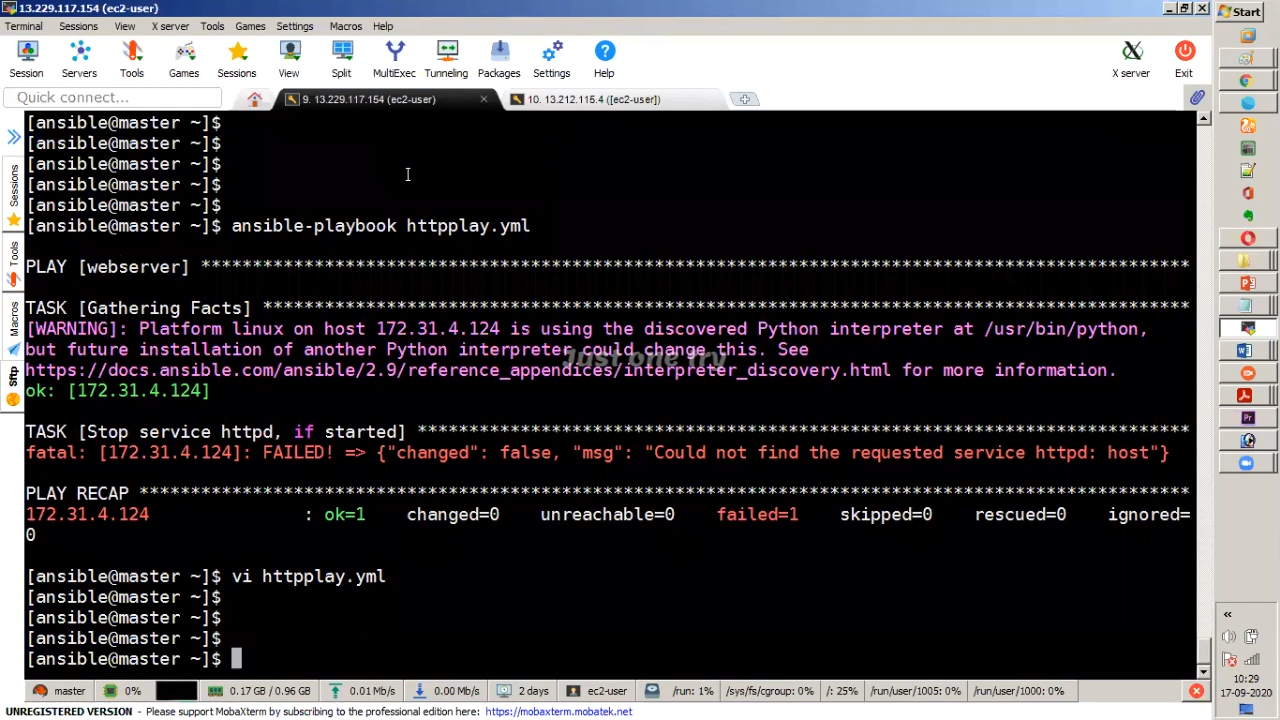 13.229.117.154 (ec2-user)
Start
Terminal Sessions View X server Tools Games Settings Macros Help
Session Servers Tools Games Sessions View Split MultiExec Tunneling Packages Settings Help X server Exit
Quick connect...
9. 13.229.117.154 (ec2-user)
10. 13.212.115.4 ([ec2-user])
Sessions
Tools
Macros
Sftp
[ansible@master ~]$
[ansible@master ~]$
[ansible@master ~]$
[ansible@master ~]$
[ansible@master ~]$
[ansible@master ~]$ ansible-playbook httpplay.yml
PLAY [webserver] *********************************************************************************************
TASK [Gathering Facts] ***************************************************************************************
[WARNING]: Platform linux on host 172.31.4.124 is using the discovered Python interpreter at /usr/bin/python,
but future installation of another Python interpreter could change this. See
https://docs.ansible.com/ansible/2.9/reference_appendices/interpreter_discovery.html for more information.
Just one Try
ok: [172.31.4.124]
TASK [Stop service httpd, if started] ***************************************************************************
fatal: [172.31.4.124]: FAILED! => {"changed": false, "msg": "Could not find the requested service httpd: host"}
PLAY RECAP ******************************************************************************************************
172.31.4.124 : ok=1 changed=0 unreachable=0 failed=1 skipped=0 rescued=0 ignored=
0
[ansible@master ~]$ vi httpplay.yml
[ansible@master ~]$
[ansible@master ~]$
[ansible@master ~]$
[ansible@master ~]$
master 0% 0.17 GB / 0.96 GB 0.01 Mb/s 0.00 Mb/s 2 days ec2-user /run: 1% /sys/fs/cgroup: 0% /: 25% /run/user/1005: 0% /run/user/1000: 0%
UNREGISTERED VERSION - Please support MobaXterm by subscribing to the professional edition here: https://mobaxterm.mobatek.net
10:29
17-09-2020